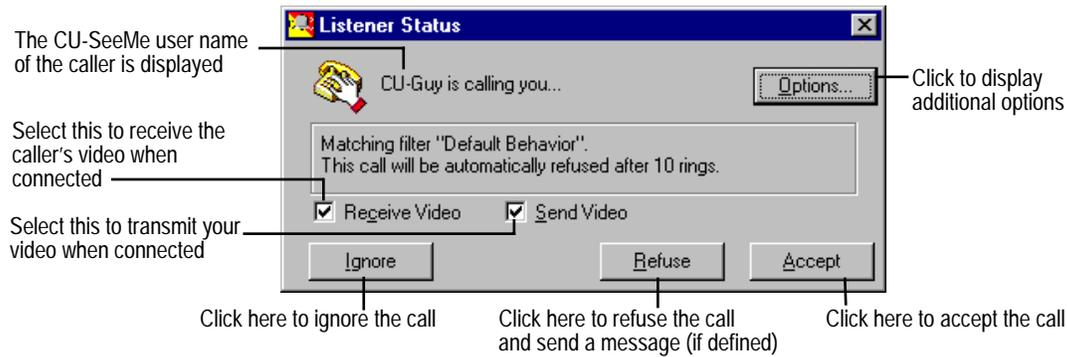 Listener Status
The CU-SeeMe user name
of the caller is displayed
CU-Guy is calling you...
Options...
Click to display
additional options
Select this to receive the
caller's video when
connected
Matching filter "Default Behavior".
This call will be automatically refused after 10 rings.
Receive Video
Send Video
Select this to transmit your
video when connected
Ignore
Refuse
Accept
Click here to ignore the call
Click here to refuse the call
and send a message (if defined)
Click here to accept the call